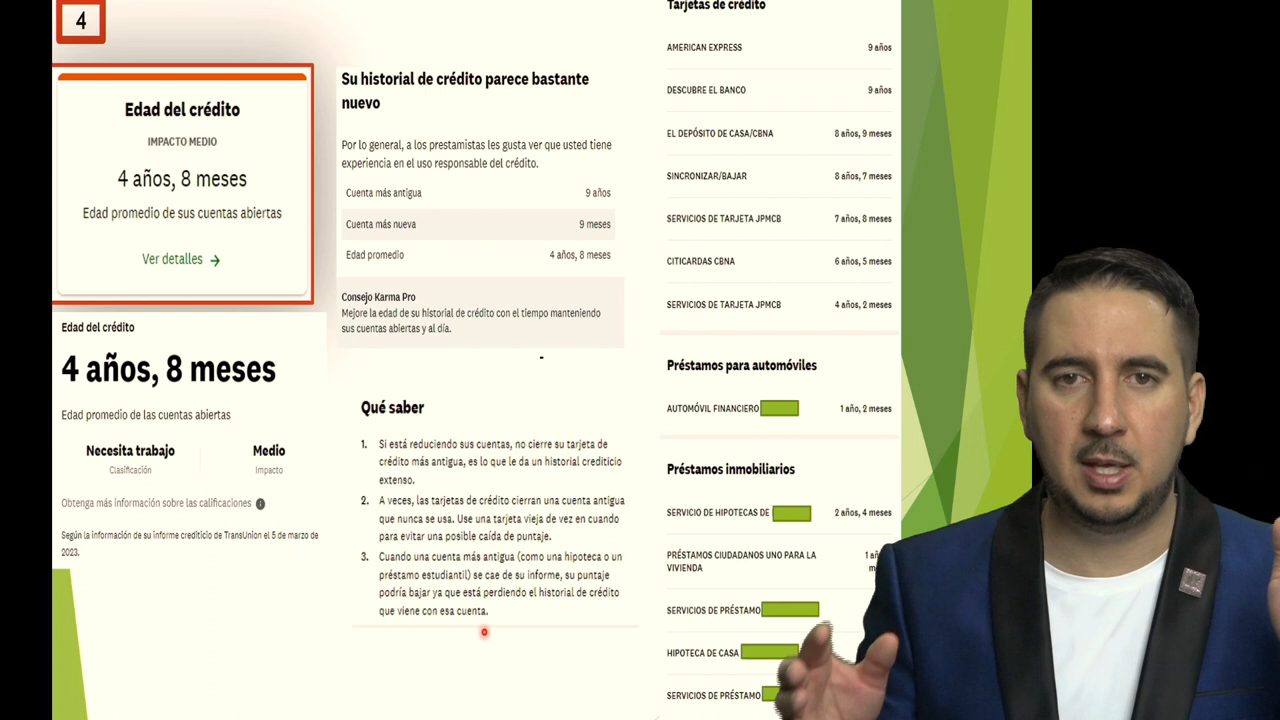 4
Edad del crédito
IMPACTO MEDIO
4 años, 8 meses
Edad promedio de sus cuentas abiertas
Ver detalles →
Edad del crédito
4 años, 8 meses
Edad promedio de las cuentas abiertas
Necesita trabajo
Clasificación
Medio
Impacto
Obtenga más información sobre las calificaciones
Según la información de su informe crediticio de TransUnion el 5 de marzo de
2023.
Su historial de crédito parece bastante
nuevo
Por lo general, a los prestamistas les gusta ver que usted tiene
experiencia en el uso responsable del crédito.
Cuenta más antigua 9 años
Cuenta más nueva 9 meses
Edad promedio 4 años, 8 meses
Consejo Karma Pro
Mejore la edad de su historial de crédito con el tiempo manteniendo
sus cuentas abiertas y al día.
Qué saber
1. Si está reduciendo sus cuentas, no cierre su tarjeta de
crédito más antigua, es lo que le da un historial crediticio
extenso.
2. A veces, las tarjetas de crédito cierran una cuenta antigua
que nunca se usa. Use una tarjeta vieja de vez en cuando
para evitar una posible caída de puntaje.
3. Cuando una cuenta más antigua (como una hipoteca o un
préstamo estudiantil) se cae de su informe, su puntaje
podría bajar ya que está perdiendo el historial de crédito
que viene con esa cuenta.
Tarjetas de crédito
AMERICAN EXPRESS 9 años
DESCUBRE EL BANCO 9 años
EL DEPÓSITO DE CASA/CBNA 8 años, 9 meses
SINCRONIZAR/BAJAR 8 años, 7 meses
SERVICIOS DE TARJETA JPMCB 7 años, 8 meses
CITICARDS CBNA 6 años, 5 meses
SERVICIOS DE TARJETA JPMCB 4 años, 2 meses
Préstamos para automóviles
AUTOMÓVIL FINANCIERO 1 año, 2 meses
Préstamos inmobiliarios
SERVICIO DE HIPOTECAS DE 2 años, 4 meses
PRÉSTAMOS CIUDADANOS UNO PARA LA
VIVIENDA
SERVICIOS DE PRÉSTAMO
HIPOTECA DE CASA
SERVICIOS DE PRÉSTAMO